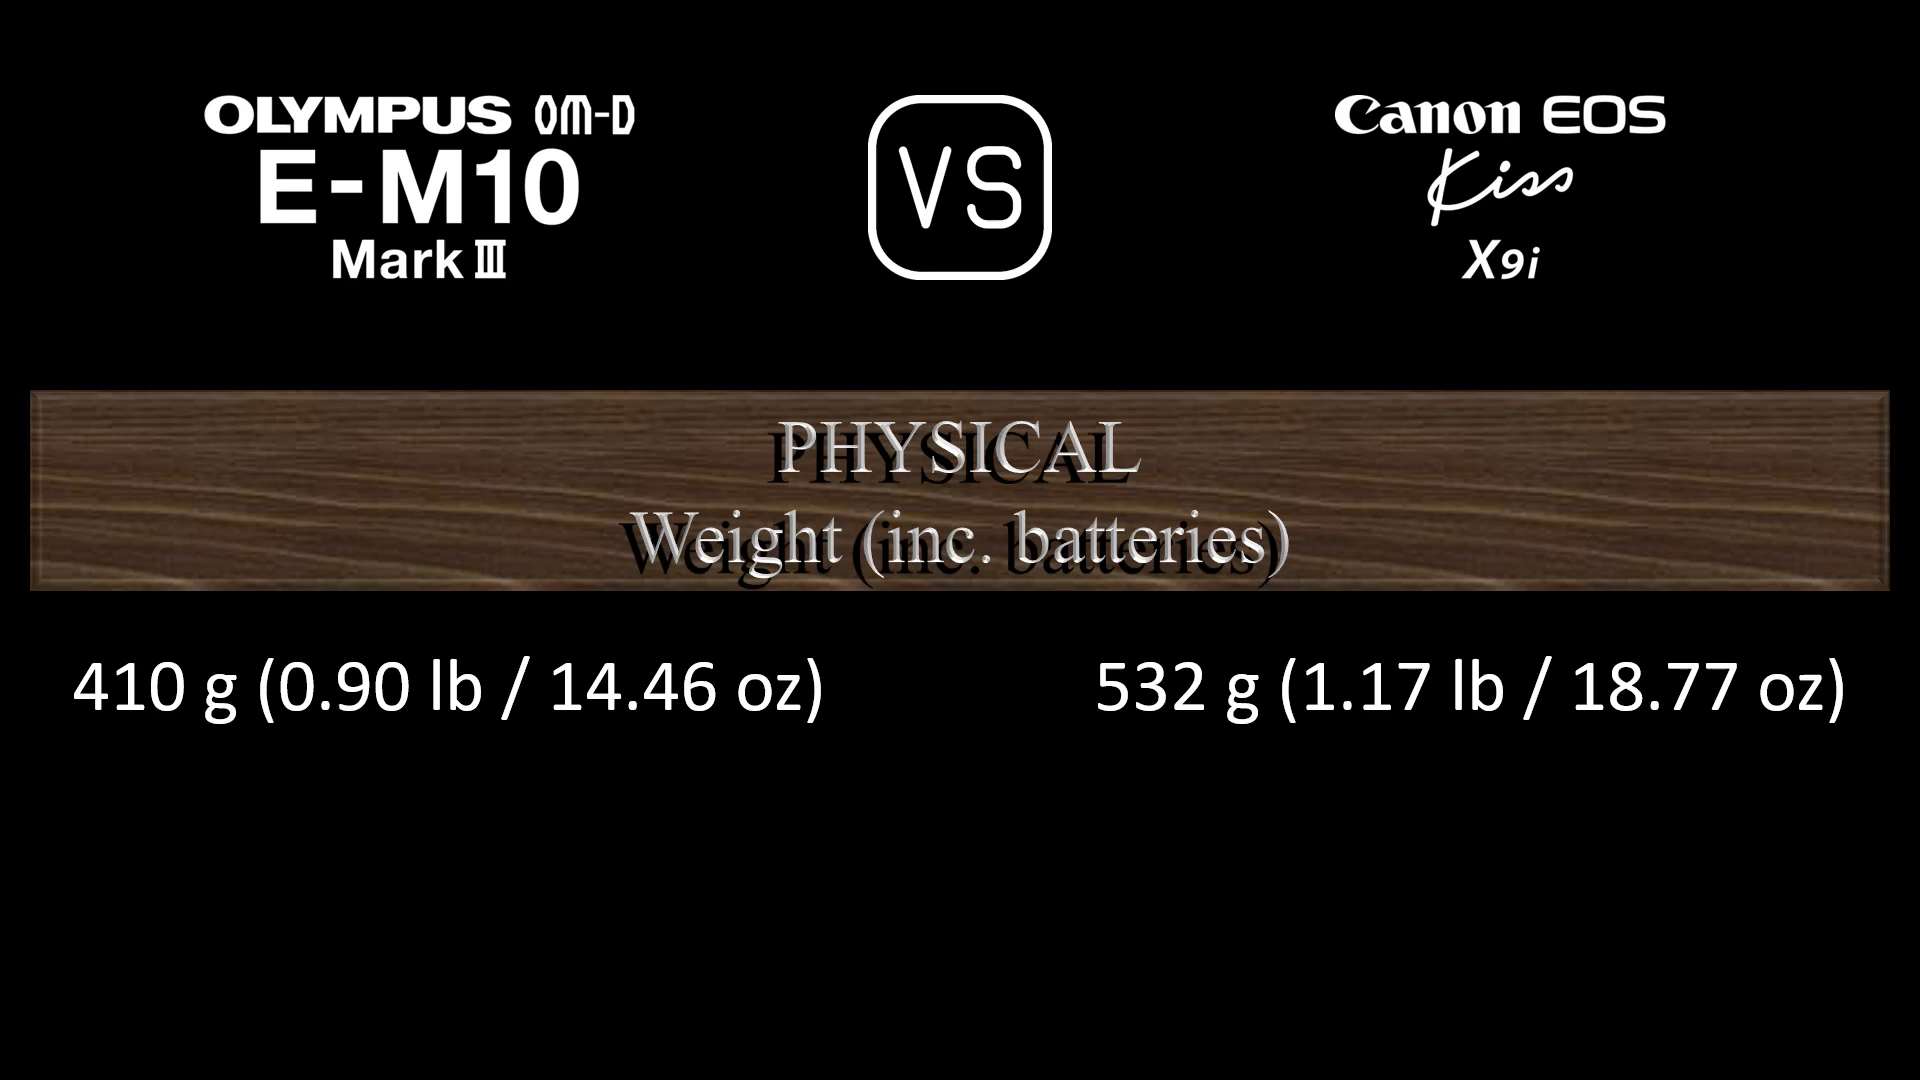 OLYMPUS OM-D
E-M10
Mark III
VS
Canon EOS
Kiss
X9i
PHYSICAL
Weight (inc. batteries)
410 g (0.90 lb / 14.46 oz)
532 g (1.17 lb / 18.77 oz)